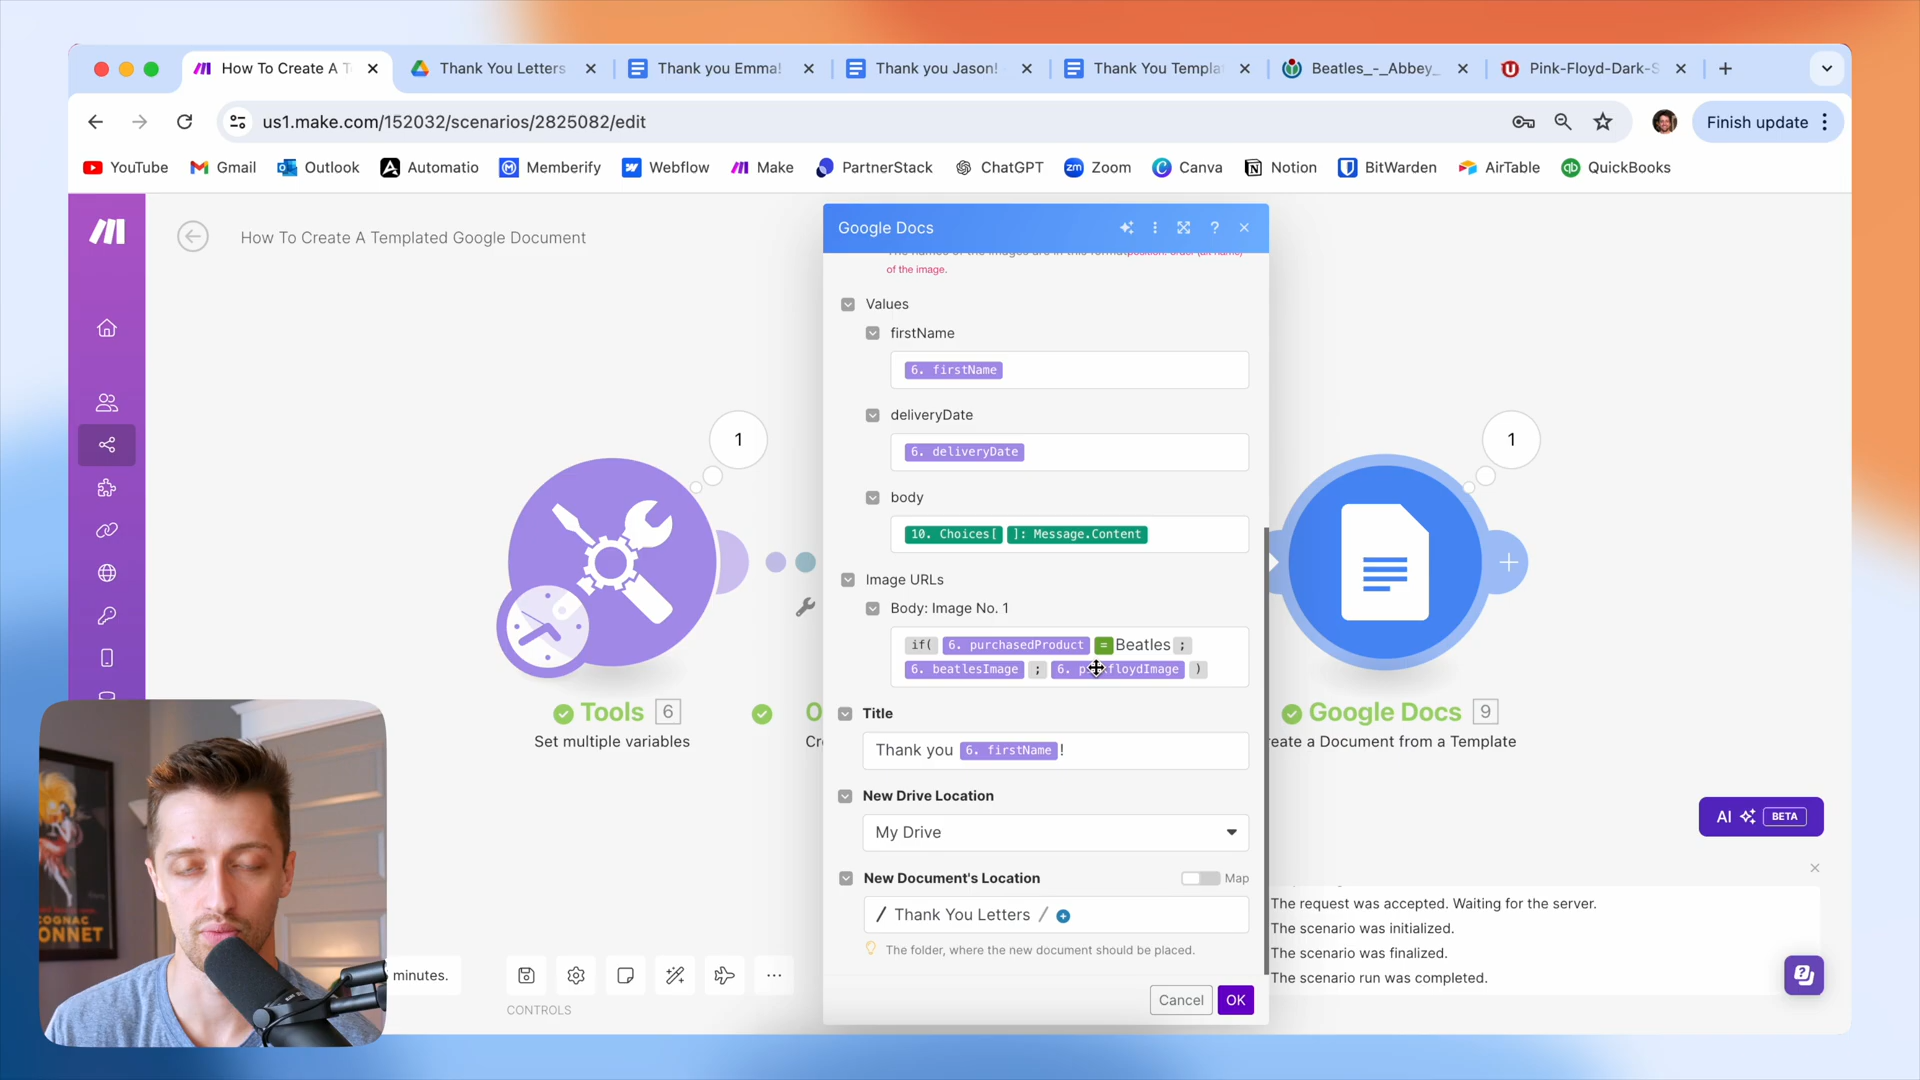 How To Create A T
Thank You Letters
Thank you Emma!
Thank you Jason!
Thank You Templa
Beatles_-_Abbey_
Pink-Floyd-Dark-S
us1.make.com/152032/scenarios/2825082/edit
Finish update
YouTube
Gmail
Outlook
Automatio
Memberify
Webflow
Make
PartnerStack
ChatGPT
zm Zoom
Canva
Notion
BitWarden
AirTable
qb QuickBooks
How To Create A Templated Google Document
Google Docs
?
of the image.
Values
firstName
6. firstName
deliveryDate
6. deliveryDate
body
10. Choices[ ]: Message.Content
Image URLs
Body: Image No. 1
if( 6. purchasedProduct = Beatles ;
6. beatlesImage ; 6. floydImage )
Title
Thank you 6. firstName !
New Drive Location
My Drive
New Document's Location
Map
/ Thank You Letters /
The folder, where the new document should be placed.
Cancel
OK
1
Tools 6
Set multiple variables
1
Google Docs 9
reate a Document from a Template
AI BETA
The request was accepted. Waiting for the server.
The scenario was initialized.
The scenario was finalized.
The scenario run was completed.
minutes.
CONTROLS
COGNAC
ONNET